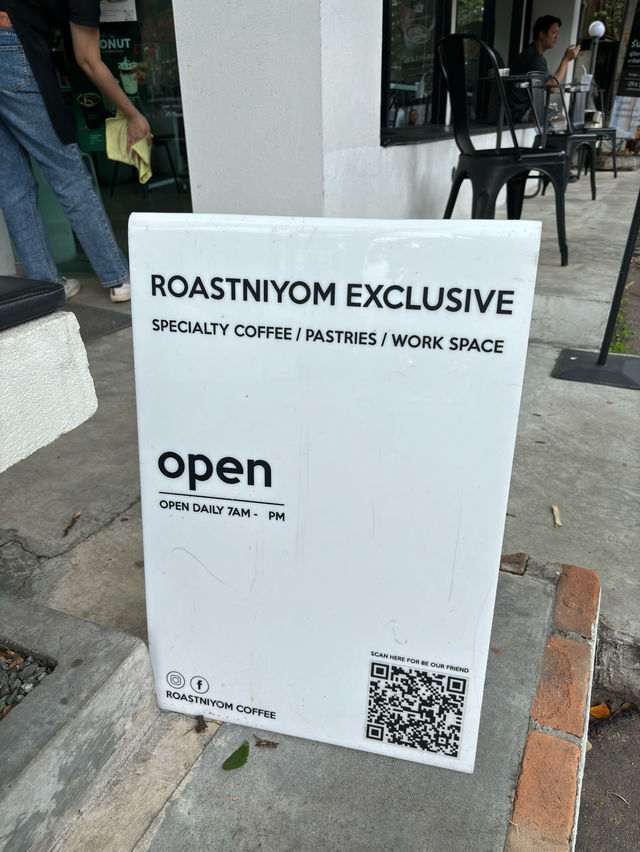 ONUT
ROASTNIYOM EXCLUSIVE
SPECIALTY COFFEE / PASTRIES / WORK SPACE
open
OPEN DAILY 7AM - PM
SCAN HERE FOR BE OUR FRIEND
ROASTNIYOM COFFEE